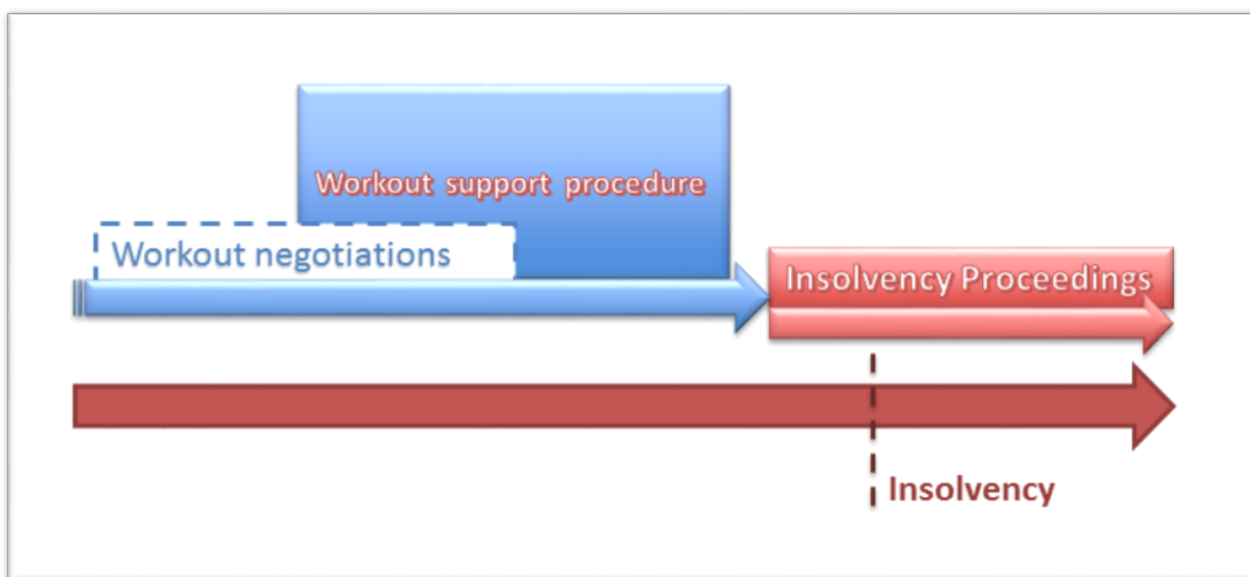 Workout support procedure
Workout negotiations
Insolvency Proceedings
Insolvency